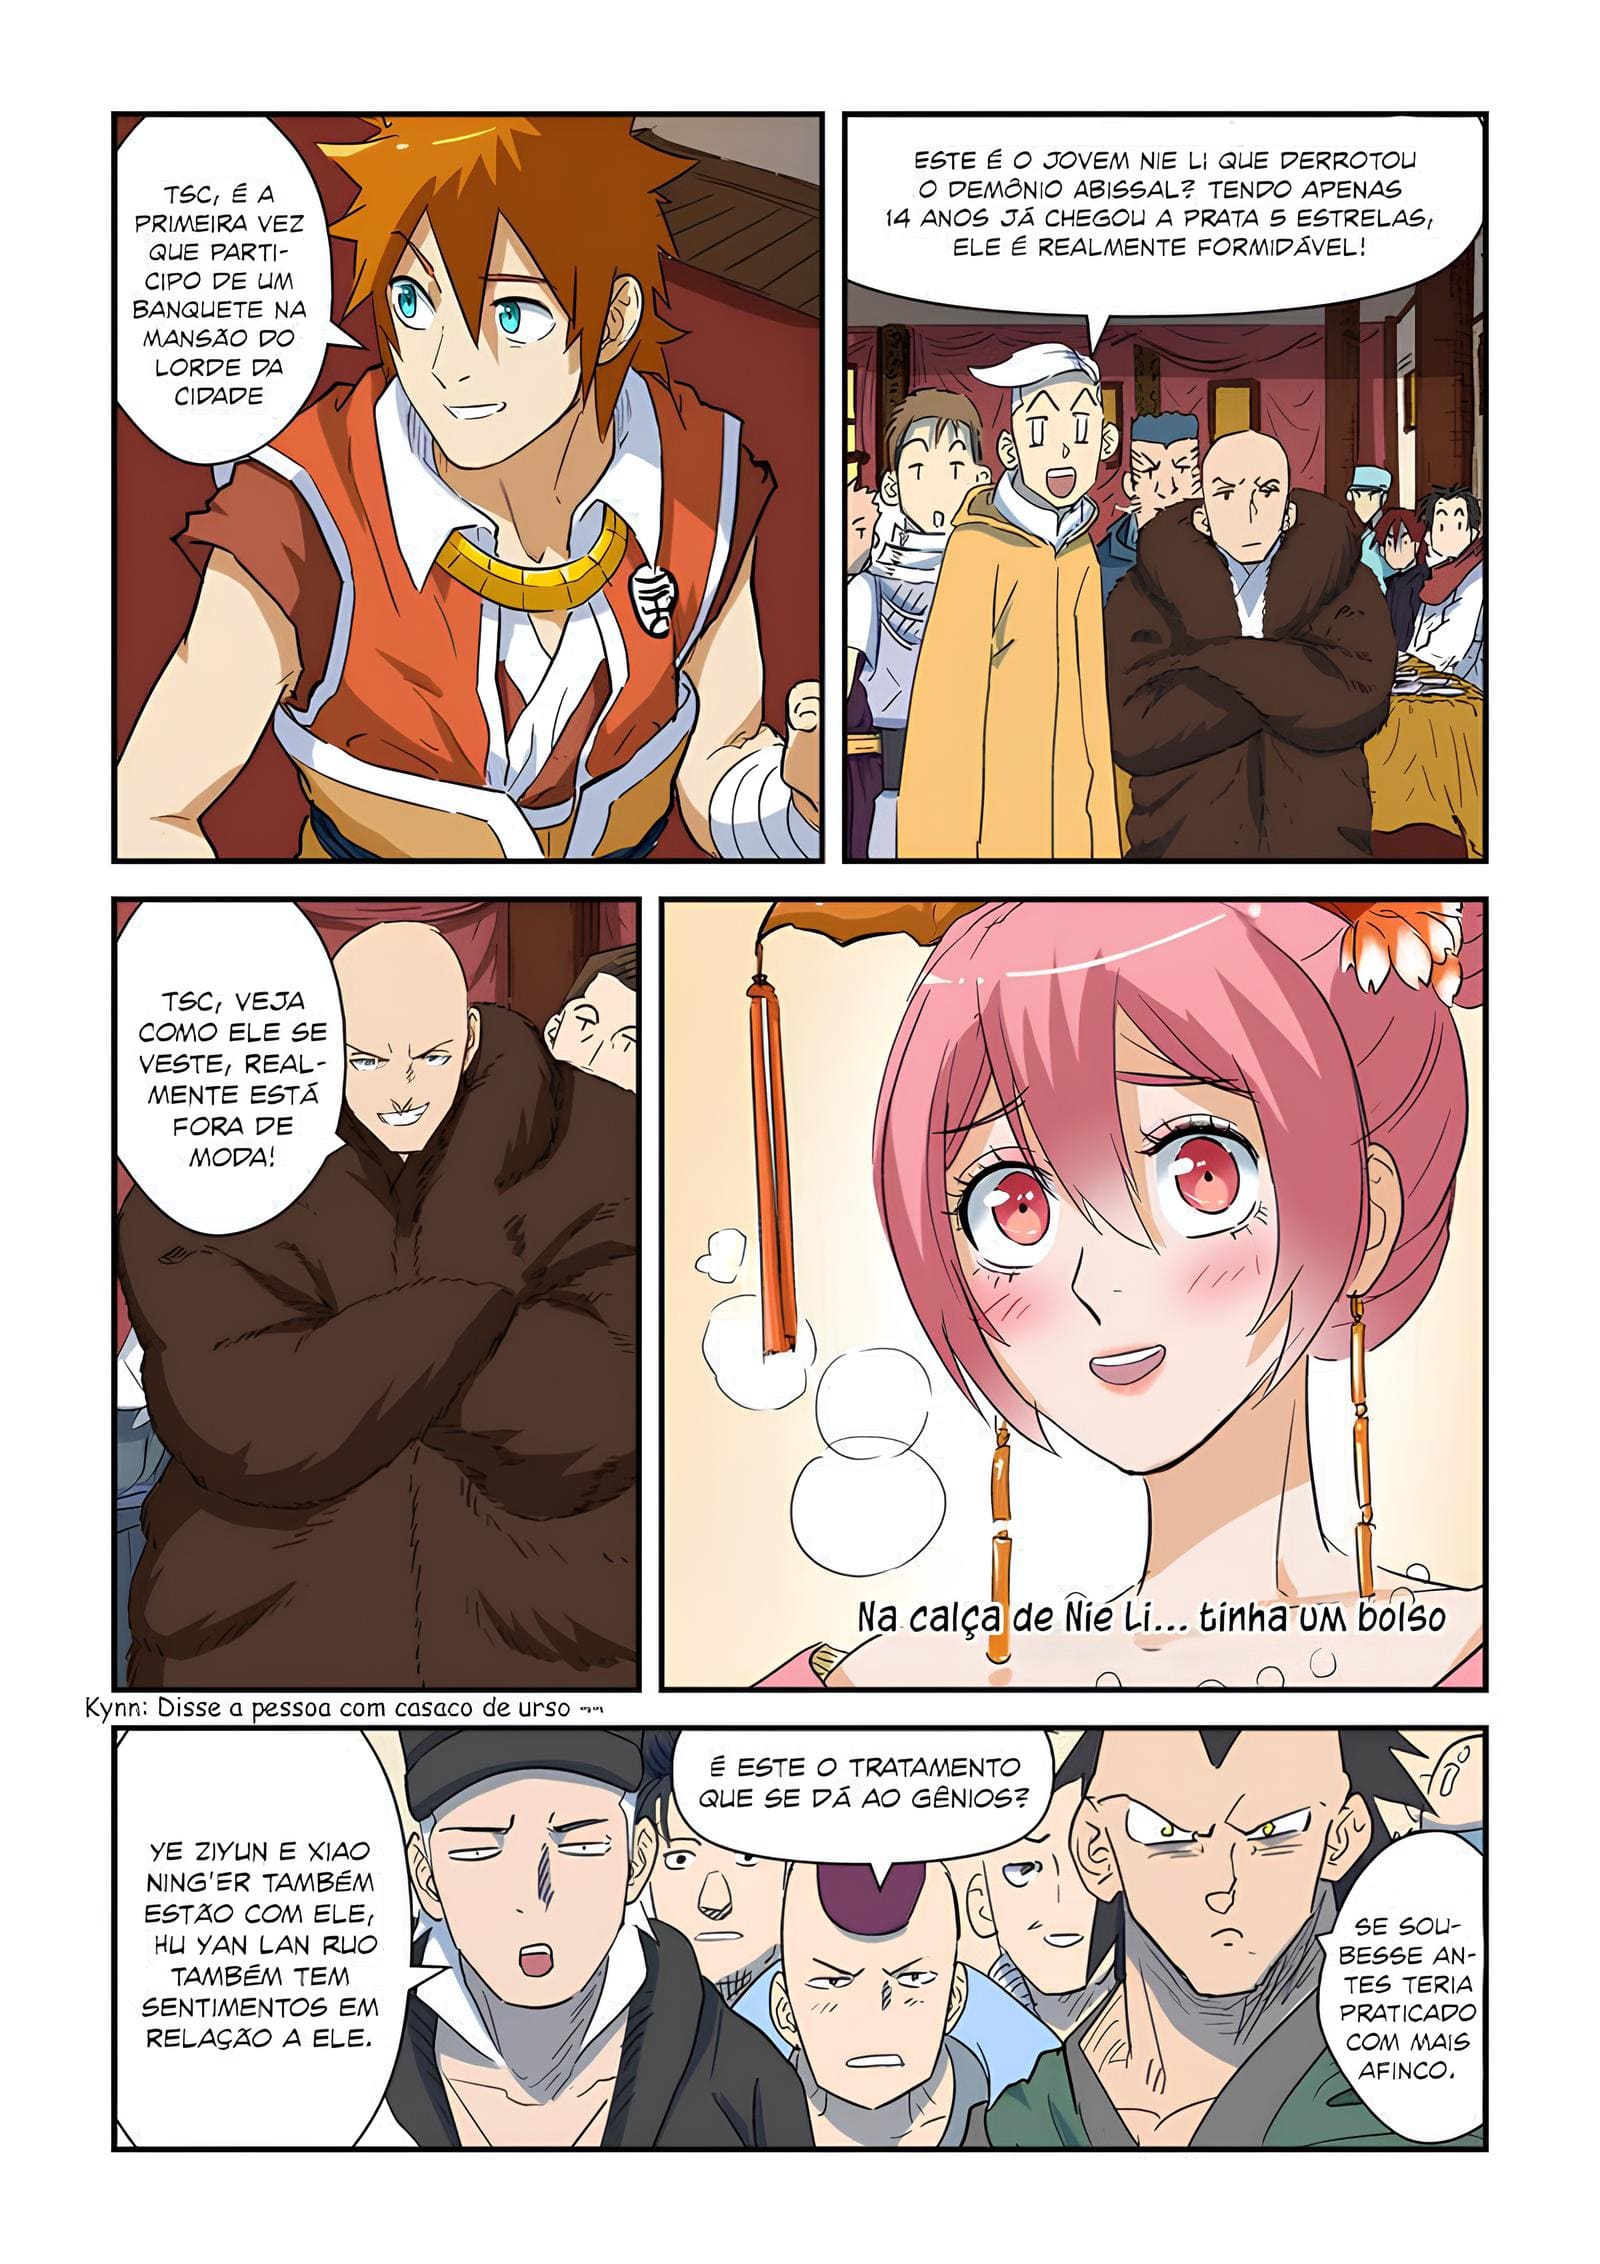 TSC, É A
PRIMEIRA VEZ
QUE PARTI-
CIPO DE UM
BANQUETE NA
MANSÃO DO
LORDE DA
CIDADE
ESTE É O JOVEM NIE LI QUE DERROTOU
O DEMÔNIO ABISSAL? TENDO APENAS
14 ANOS JÁ CHEGOU A PRATA 5 ESTRELAS,
ELE É REALMENTE FORMIDÁVEL!
TSC, VEJA
COMO ELE SE
VESTE, REAL-
MENTE ESTÁ
FORA DE
MODA!
Na calça de Nie Li... tinha um bolso
Kynn: Disse a pessoa com casaco de urso
YE ZIYUN E XIAO
NING'ER TAMBÉM
ESTÃO COM ELE,
HU YAN LAN RUO
TAMBÉM TEM
SENTIMENTOS EM
RELAÇÃO A ELE.
É ESTE O TRATAMENTO
QUE SE DÁ AO GÊNIOS?
SE SOU-
BESSE AN-
TES TERIA
PRATICADO
COM MAIS
AFINCO.